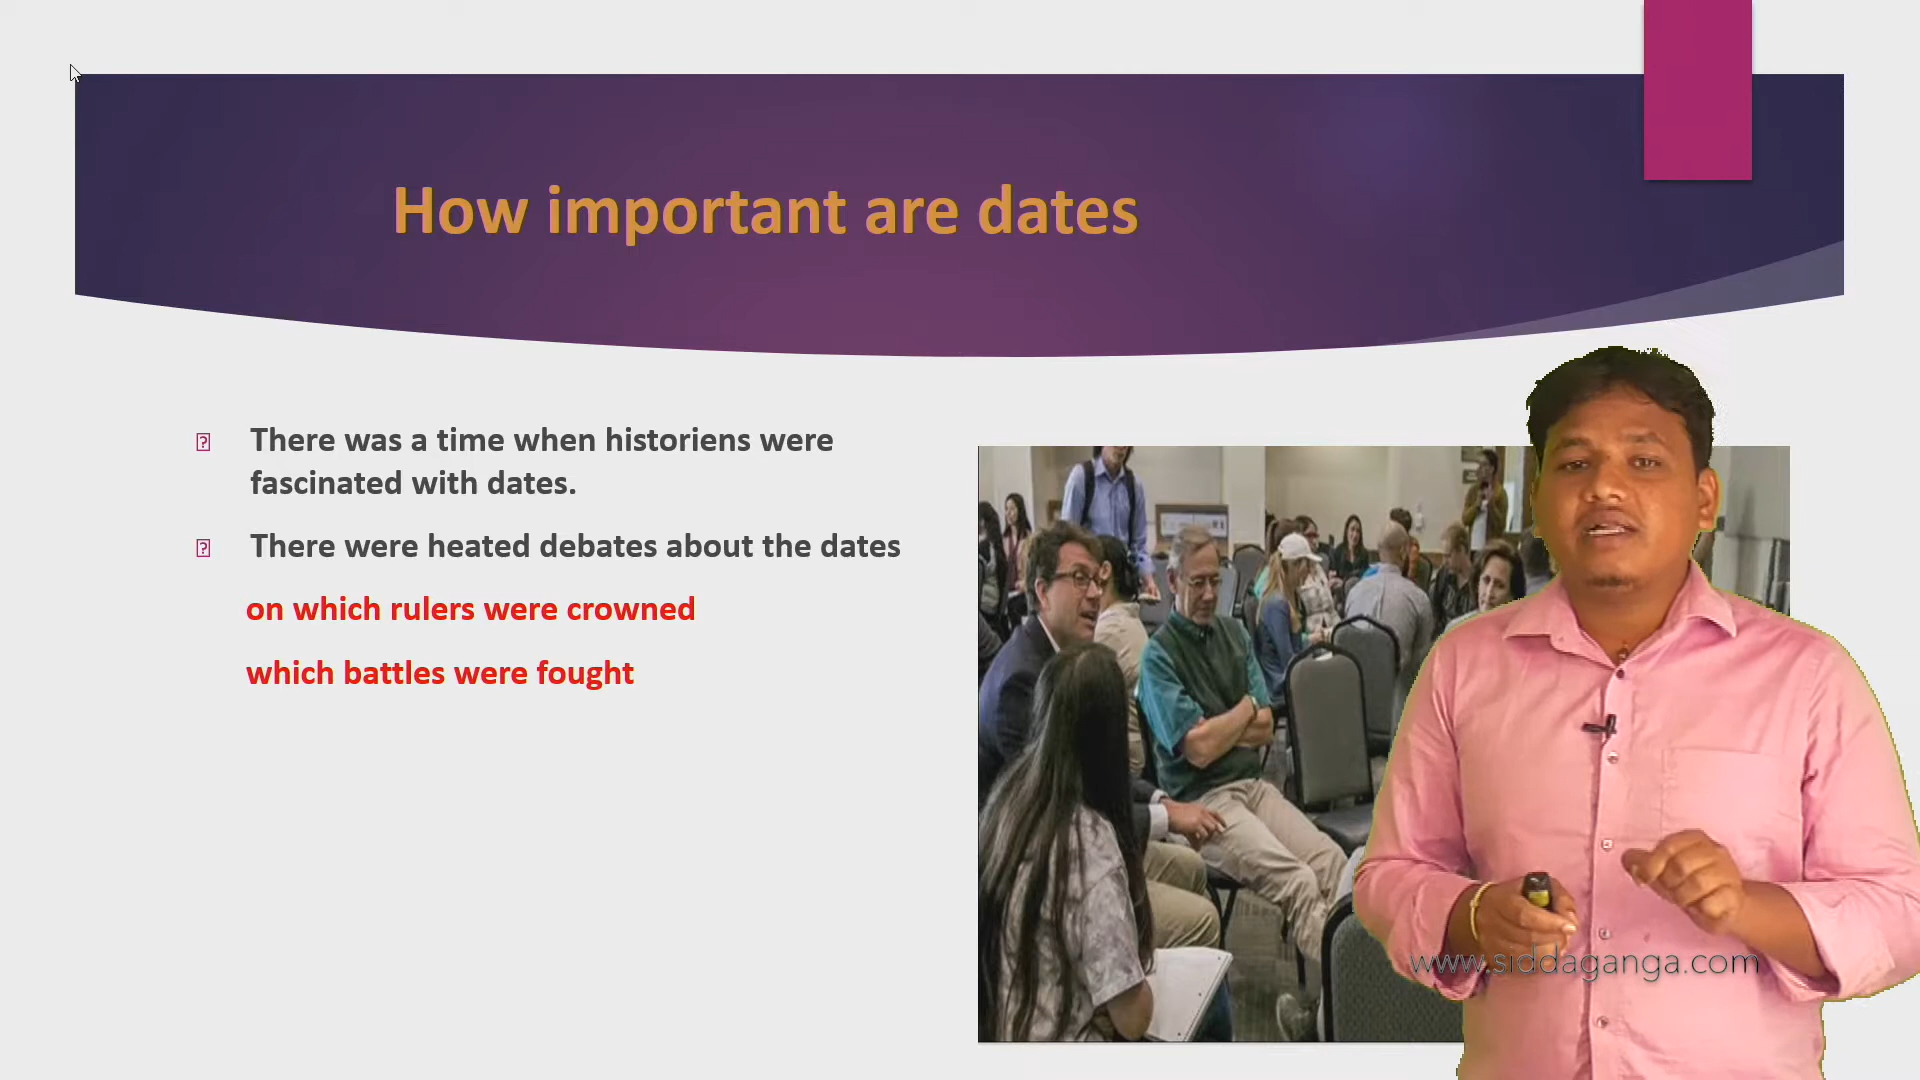 How important are dates
There was a time when historiens were
fascinated with dates.
There were heated debates about the dates
on which rulers were crowned
which battles were fought
www.siddaganga.com